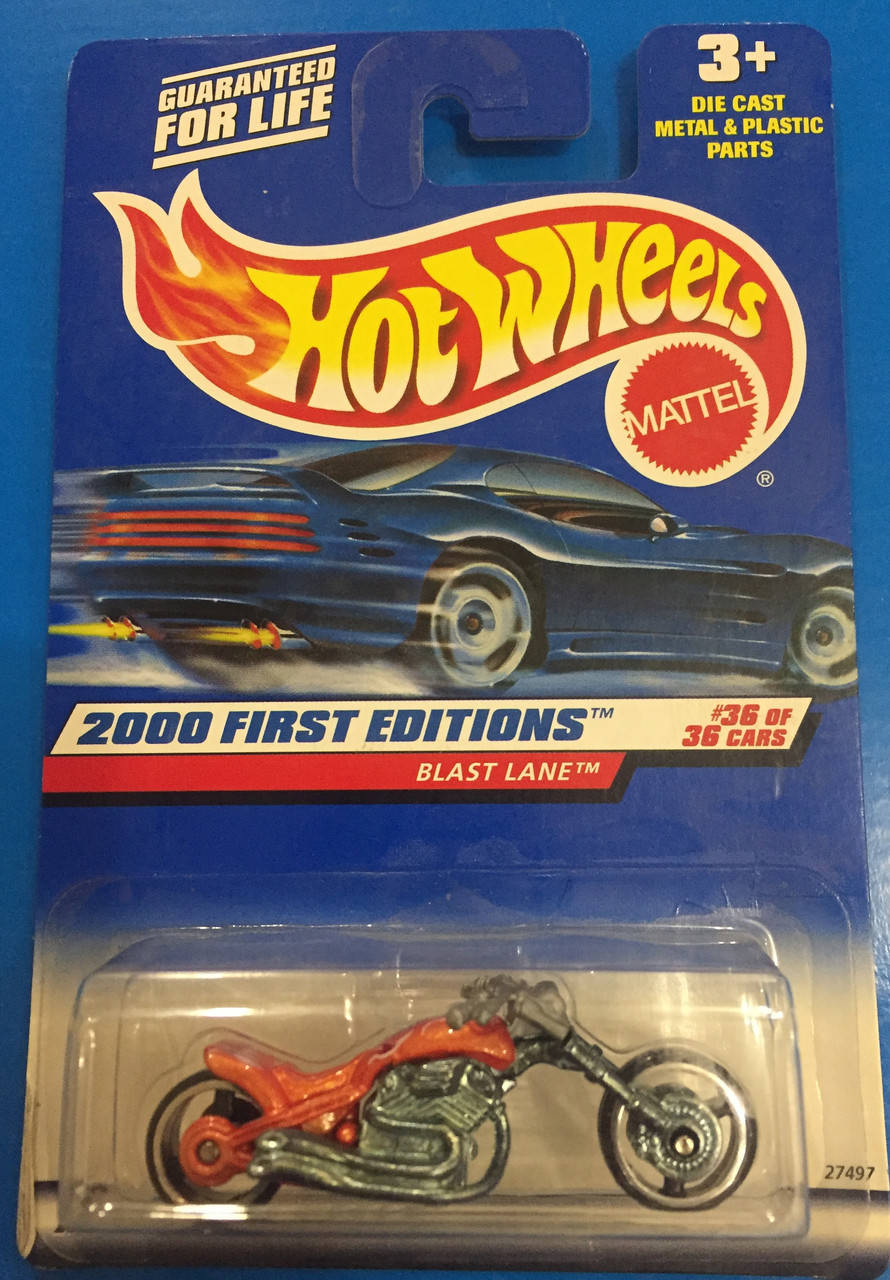 GUARANTEED
FOR LIFE
3+
DIE CAST
METAL & PLASTIC
PARTS
HOT WHEELS
MATTEL
®
2000 FIRST EDITIONS™
#36 OF
36 CARS
BLAST LANE™
27497